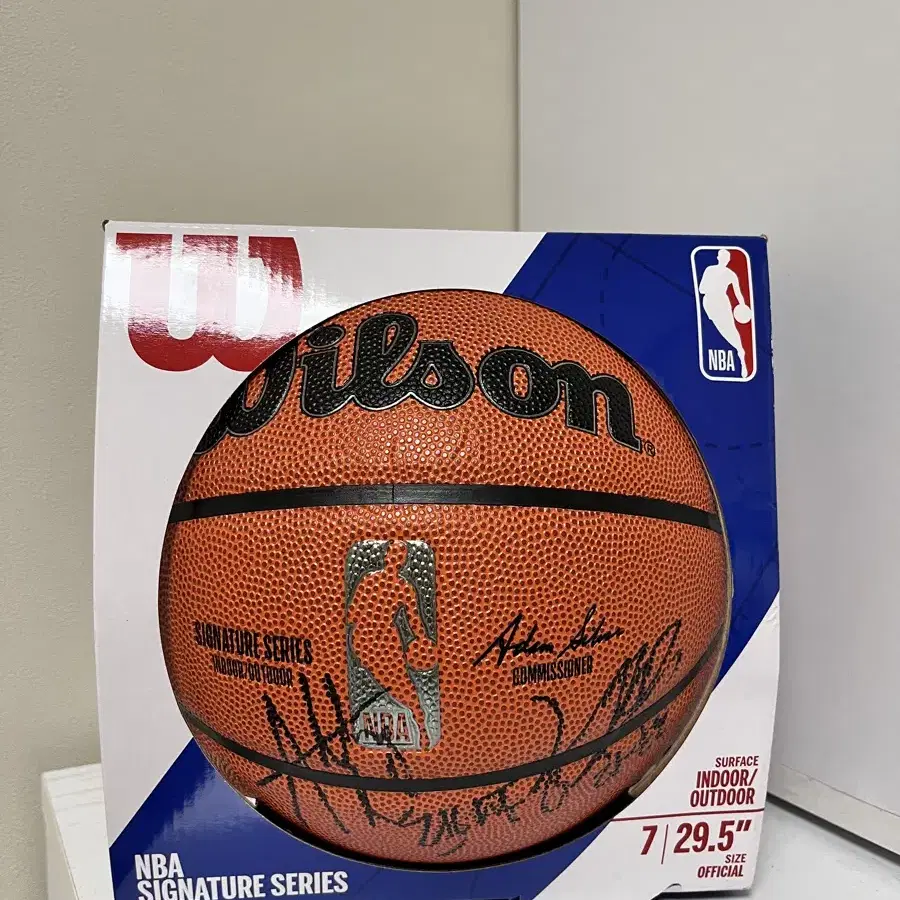 W
NBA
Wilson®
SIGNATURE SERIES
INDOOR/OUTDOOR
Adam Silver
COMMISSIONER
NBA
SURFACE
INDOOR/
OUTDOOR
7 | 29.5"
SIZE
OFFICIAL
NBA
SIGNATURE SERIES